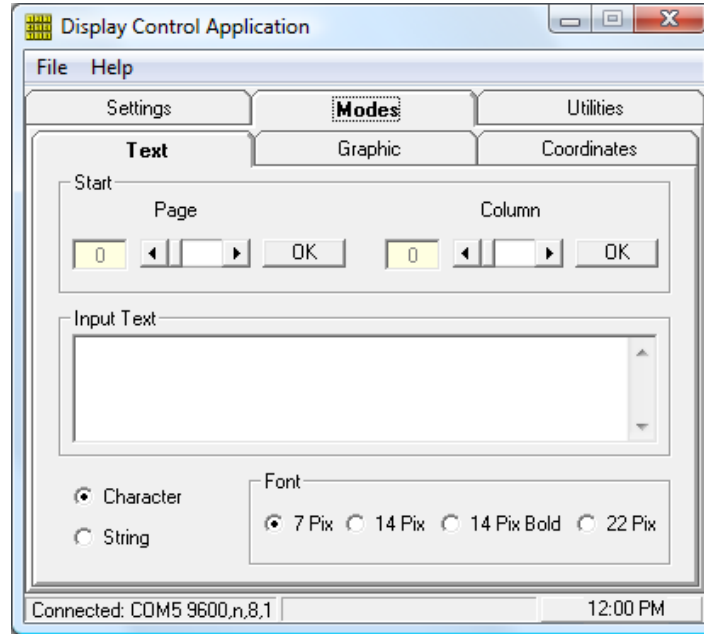 Display Control Application
File Help
Settings Modes Utilities
Text Graphic Coordinates
Start
Page Column
0 OK 0 OK
Input Text
Character
String
Font
7 Pix 14 Pix 14 Pix Bold 22 Pix
Connected: COM5 9600,n,8,1 12:00 PM